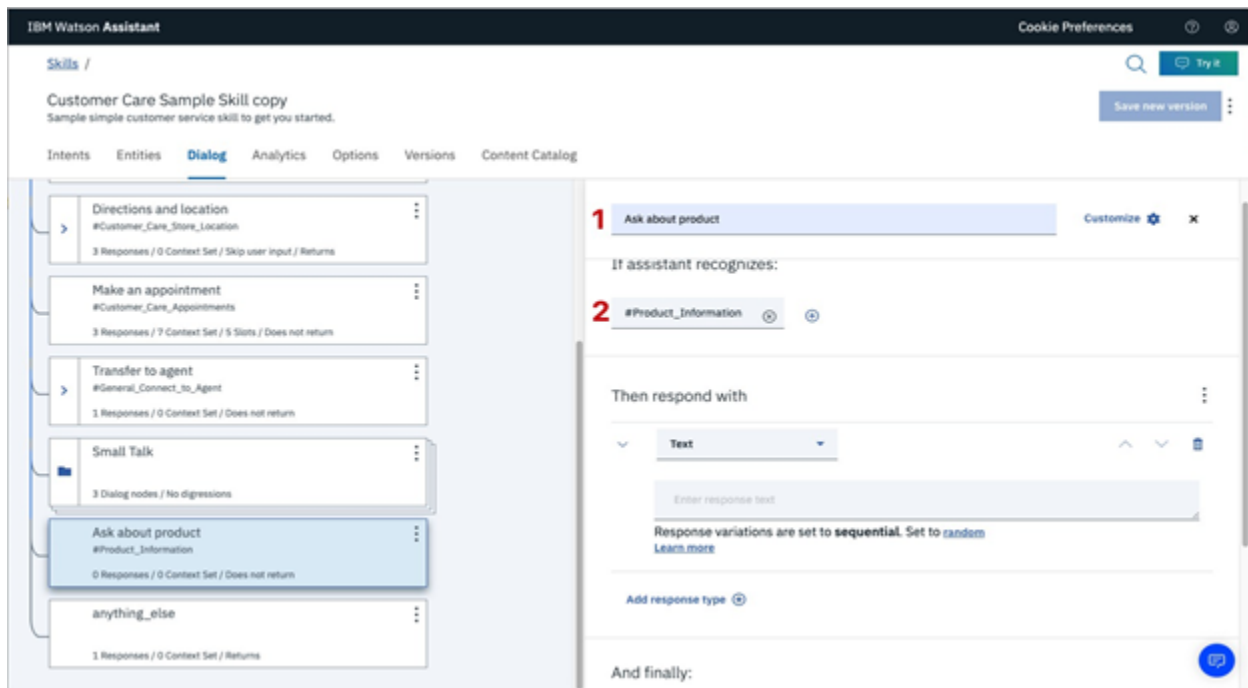 IBM Watson Assistant
Cookie Preferences
Skills /
Try it
Customer Care Sample Skill copy
Sample simple customer service skill to get you started.
Save new version
Intents Entities Dialog Analytics Options Versions Content Catalog
Directions and location
#Customer_Care_Store_Location
3 Responses / 0 Context Set / Skip user input / Returns
Make an appointment
#Customer_Care_Appointments
3 Responses / 7 Context Set / 5 Slots / Does not return
Transfer to agent
#General_Connect_to_Agent
1 Responses / 0 Context Set / Does not return
Small Talk
3 Dialog nodes / No digressions
Ask about product
#Product_Information
0 Responses / 0 Context Set / Does not return
anything_else
1 Responses / 0 Context Set / Returns
1 Ask about product
Customize
If assistant recognizes:
2 #Product_Information
Then respond with
Text
Enter response text
Response variations are set to sequential. Set to random
Learn more
Add response type
And finally: